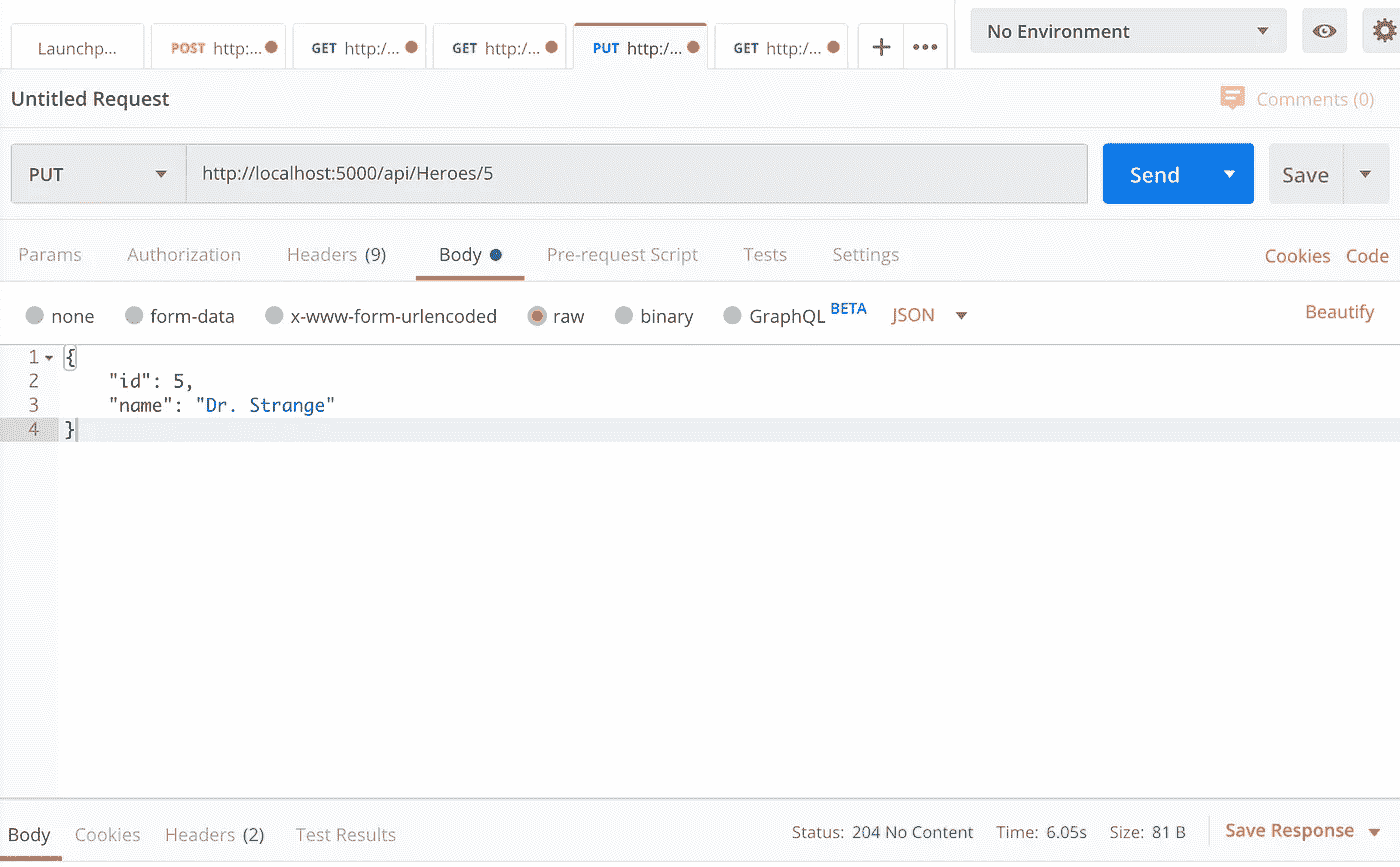 Launchp... POST http:... GET http:/... GET http:/... PUT http:/... GET http:/... + ••• No Environment
Untitled Request Comments (0)
PUT http://localhost:5000/api/Heroes/5 Send Save
Params Authorization Headers (9) Body Pre-request Script Tests Settings Cookies Code
none form-data x-www-form-urlencoded raw binary GraphQL BETA JSON Beautify
1 {
2 "id": 5,
3 "name": "Dr. Strange"
4 }
Body Cookies Headers (2) Test Results Status: 204 No Content Time: 6.05s Size: 81 B Save Response